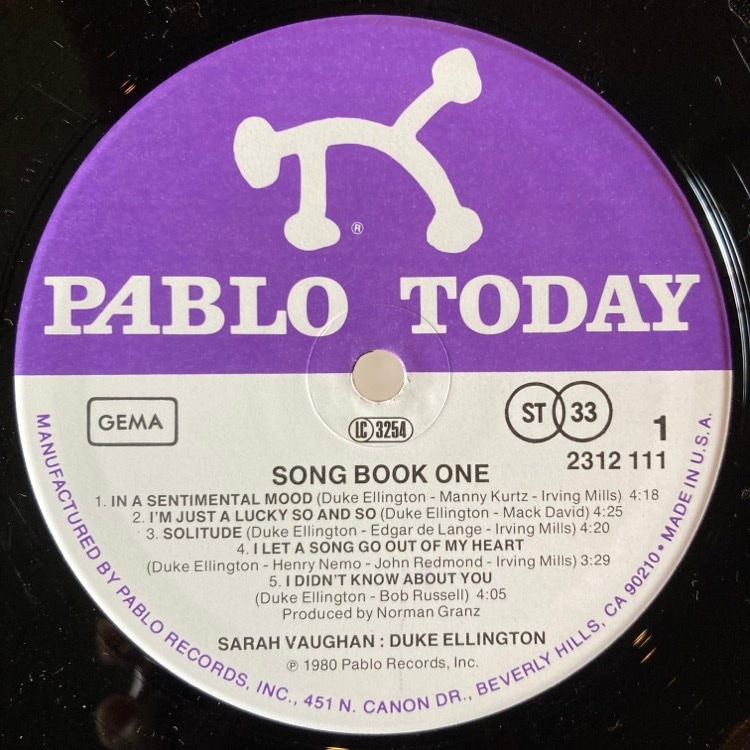 ®
PABLO TODAY
GEMA
LC 3254
ST 33
1
2312 111
SONG BOOK ONE
1. IN A SENTIMENTAL MOOD (Duke Ellington - Manny Kurtz - Irving Mills) 4:18
2. I'M JUST A LUCKY SO AND SO (Duke Ellington - Mack David) 4:25
3. SOLITUDE (Duke Ellington - Edgar de Lange - Irving Mills) 4:20
4. I LET A SONG GO OUT OF MY HEART
(Duke Ellington - Henry Nemo - John Redmond - Irving Mills) 3:29
5. I DIDN'T KNOW ABOUT YOU
(Duke Ellington - Bob Russell) 4:05
Produced by Norman Granz
SARAH VAUGHAN : DUKE ELLINGTON
℗ 1980 Pablo Records, Inc.
MANUFACTURED BY PABLO RECORDS, INC., 451 N. CANON DR., BEVERLY HILLS, CA 90210 • MADE IN U.S.A.